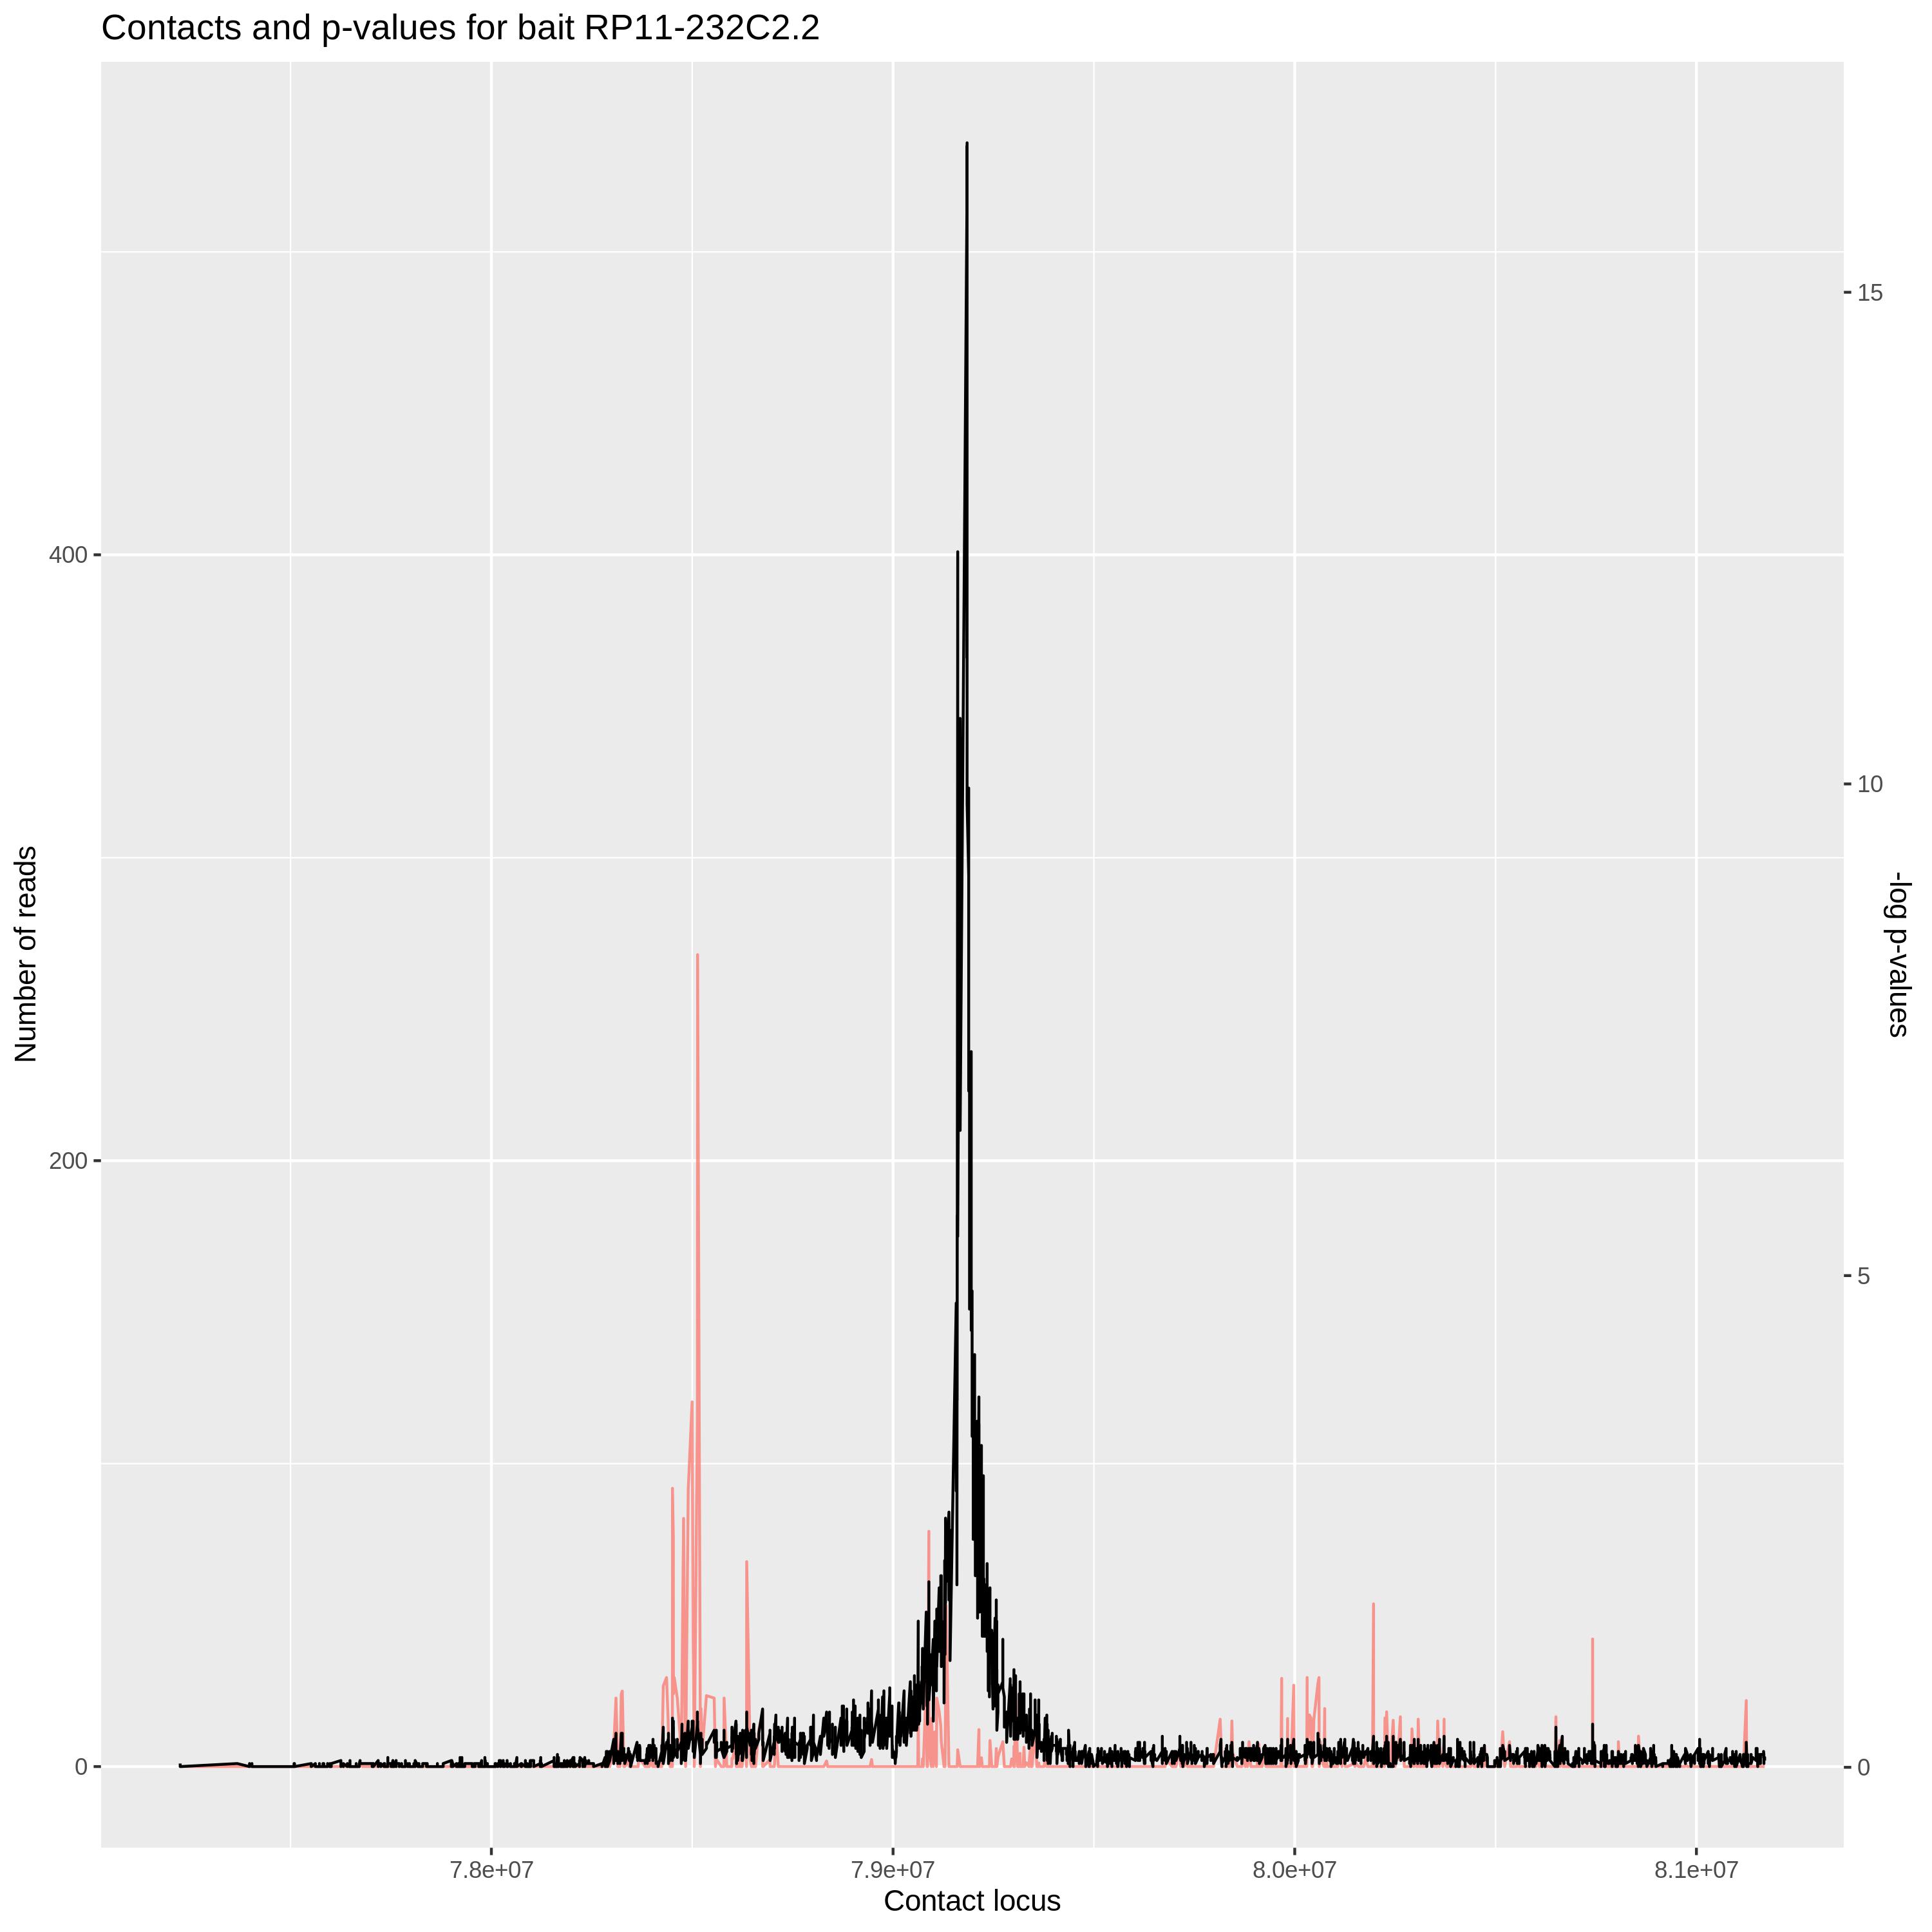 Contacts and p-values for bait RP11-232C2.2
Number of reads
400
200
0
15
10
5
0
-log p-values
7.8e+07
7.9e+07
8.0e+07
8.1e+07
Contact locus